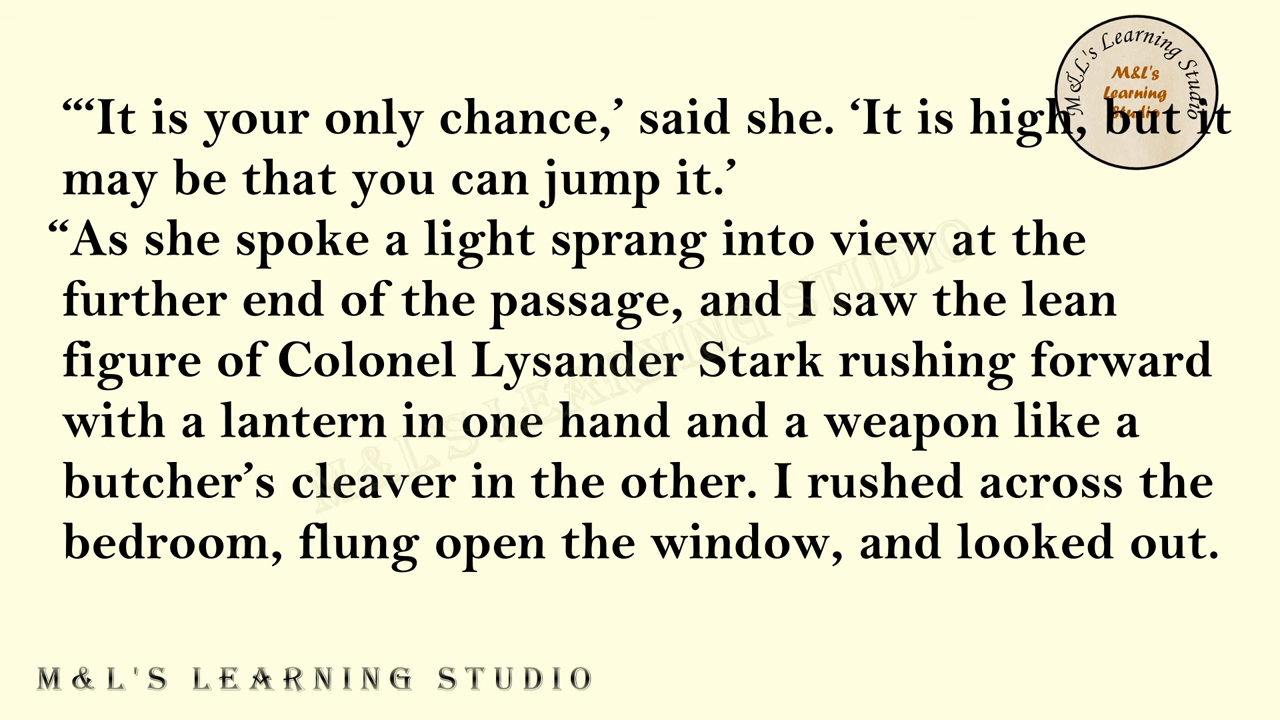 M&L's Learning Studio
M&L's
Learning
Studio
“‘It is your only chance,’ said she. ‘It is high, but it
may be that you can jump it.’
“As she spoke a light sprang into view at the
further end of the passage, and I saw the lean
figure of Colonel Lysander Stark rushing forward
with a lantern in one hand and a weapon like a
butcher’s cleaver in the other. I rushed across the
bedroom, flung open the window, and looked out.
M&L'S LEARNING STUDIO
M&L'S LEARNING STUDIO